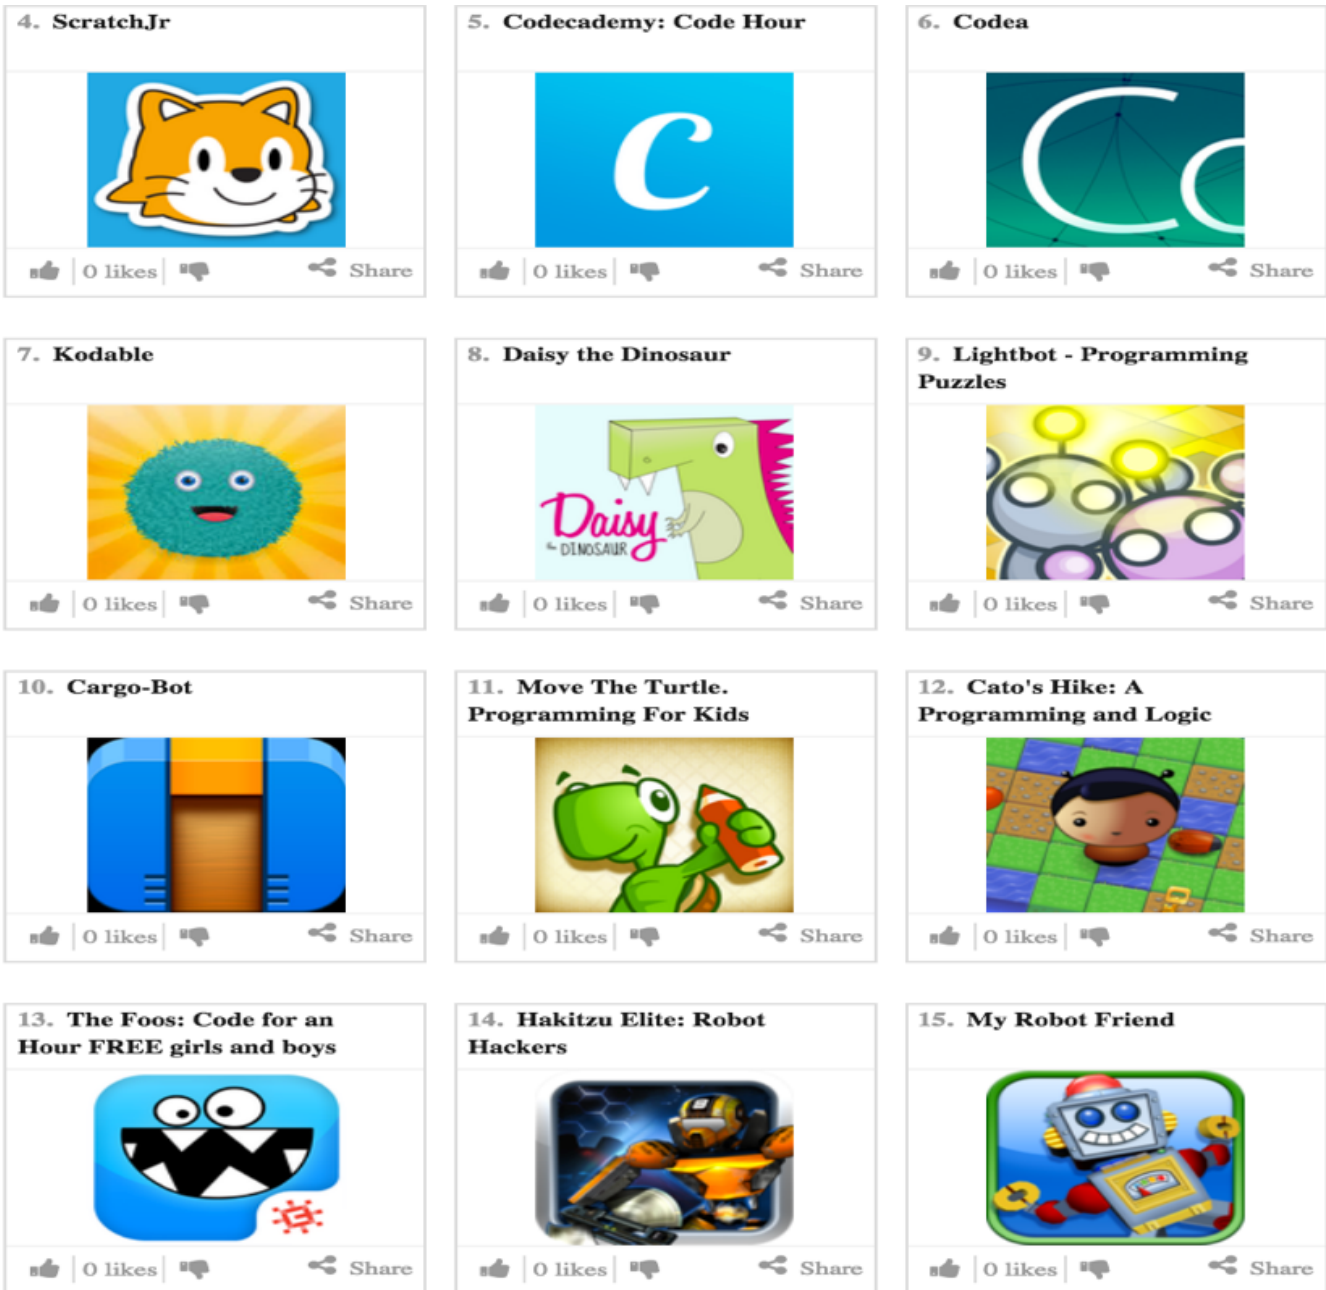 4. ScratchJr
5. Codecademy: Code Hour
6. Codea
C
Co
0 likes
Share
0 likes
Share
0 likes
Share
7. Kodable
8. Daisy the Dinosaur
9. Lightbot - Programming
Puzzles
Daisy
the DINOSAUR
0 likes
Share
0 likes
Share
0 likes
Share
10. Cargo-Bot
11. Move The Turtle.
Programming For Kids
12. Cato's Hike: A
Programming and Logic
0 likes
Share
0 likes
Share
0 likes
Share
13. The Foos: Code for an
Hour FREE girls and boys
14. Hakitzu Elite: Robot
Hackers
15. My Robot Friend
0 likes
Share
0 likes
Share
0 likes
Share